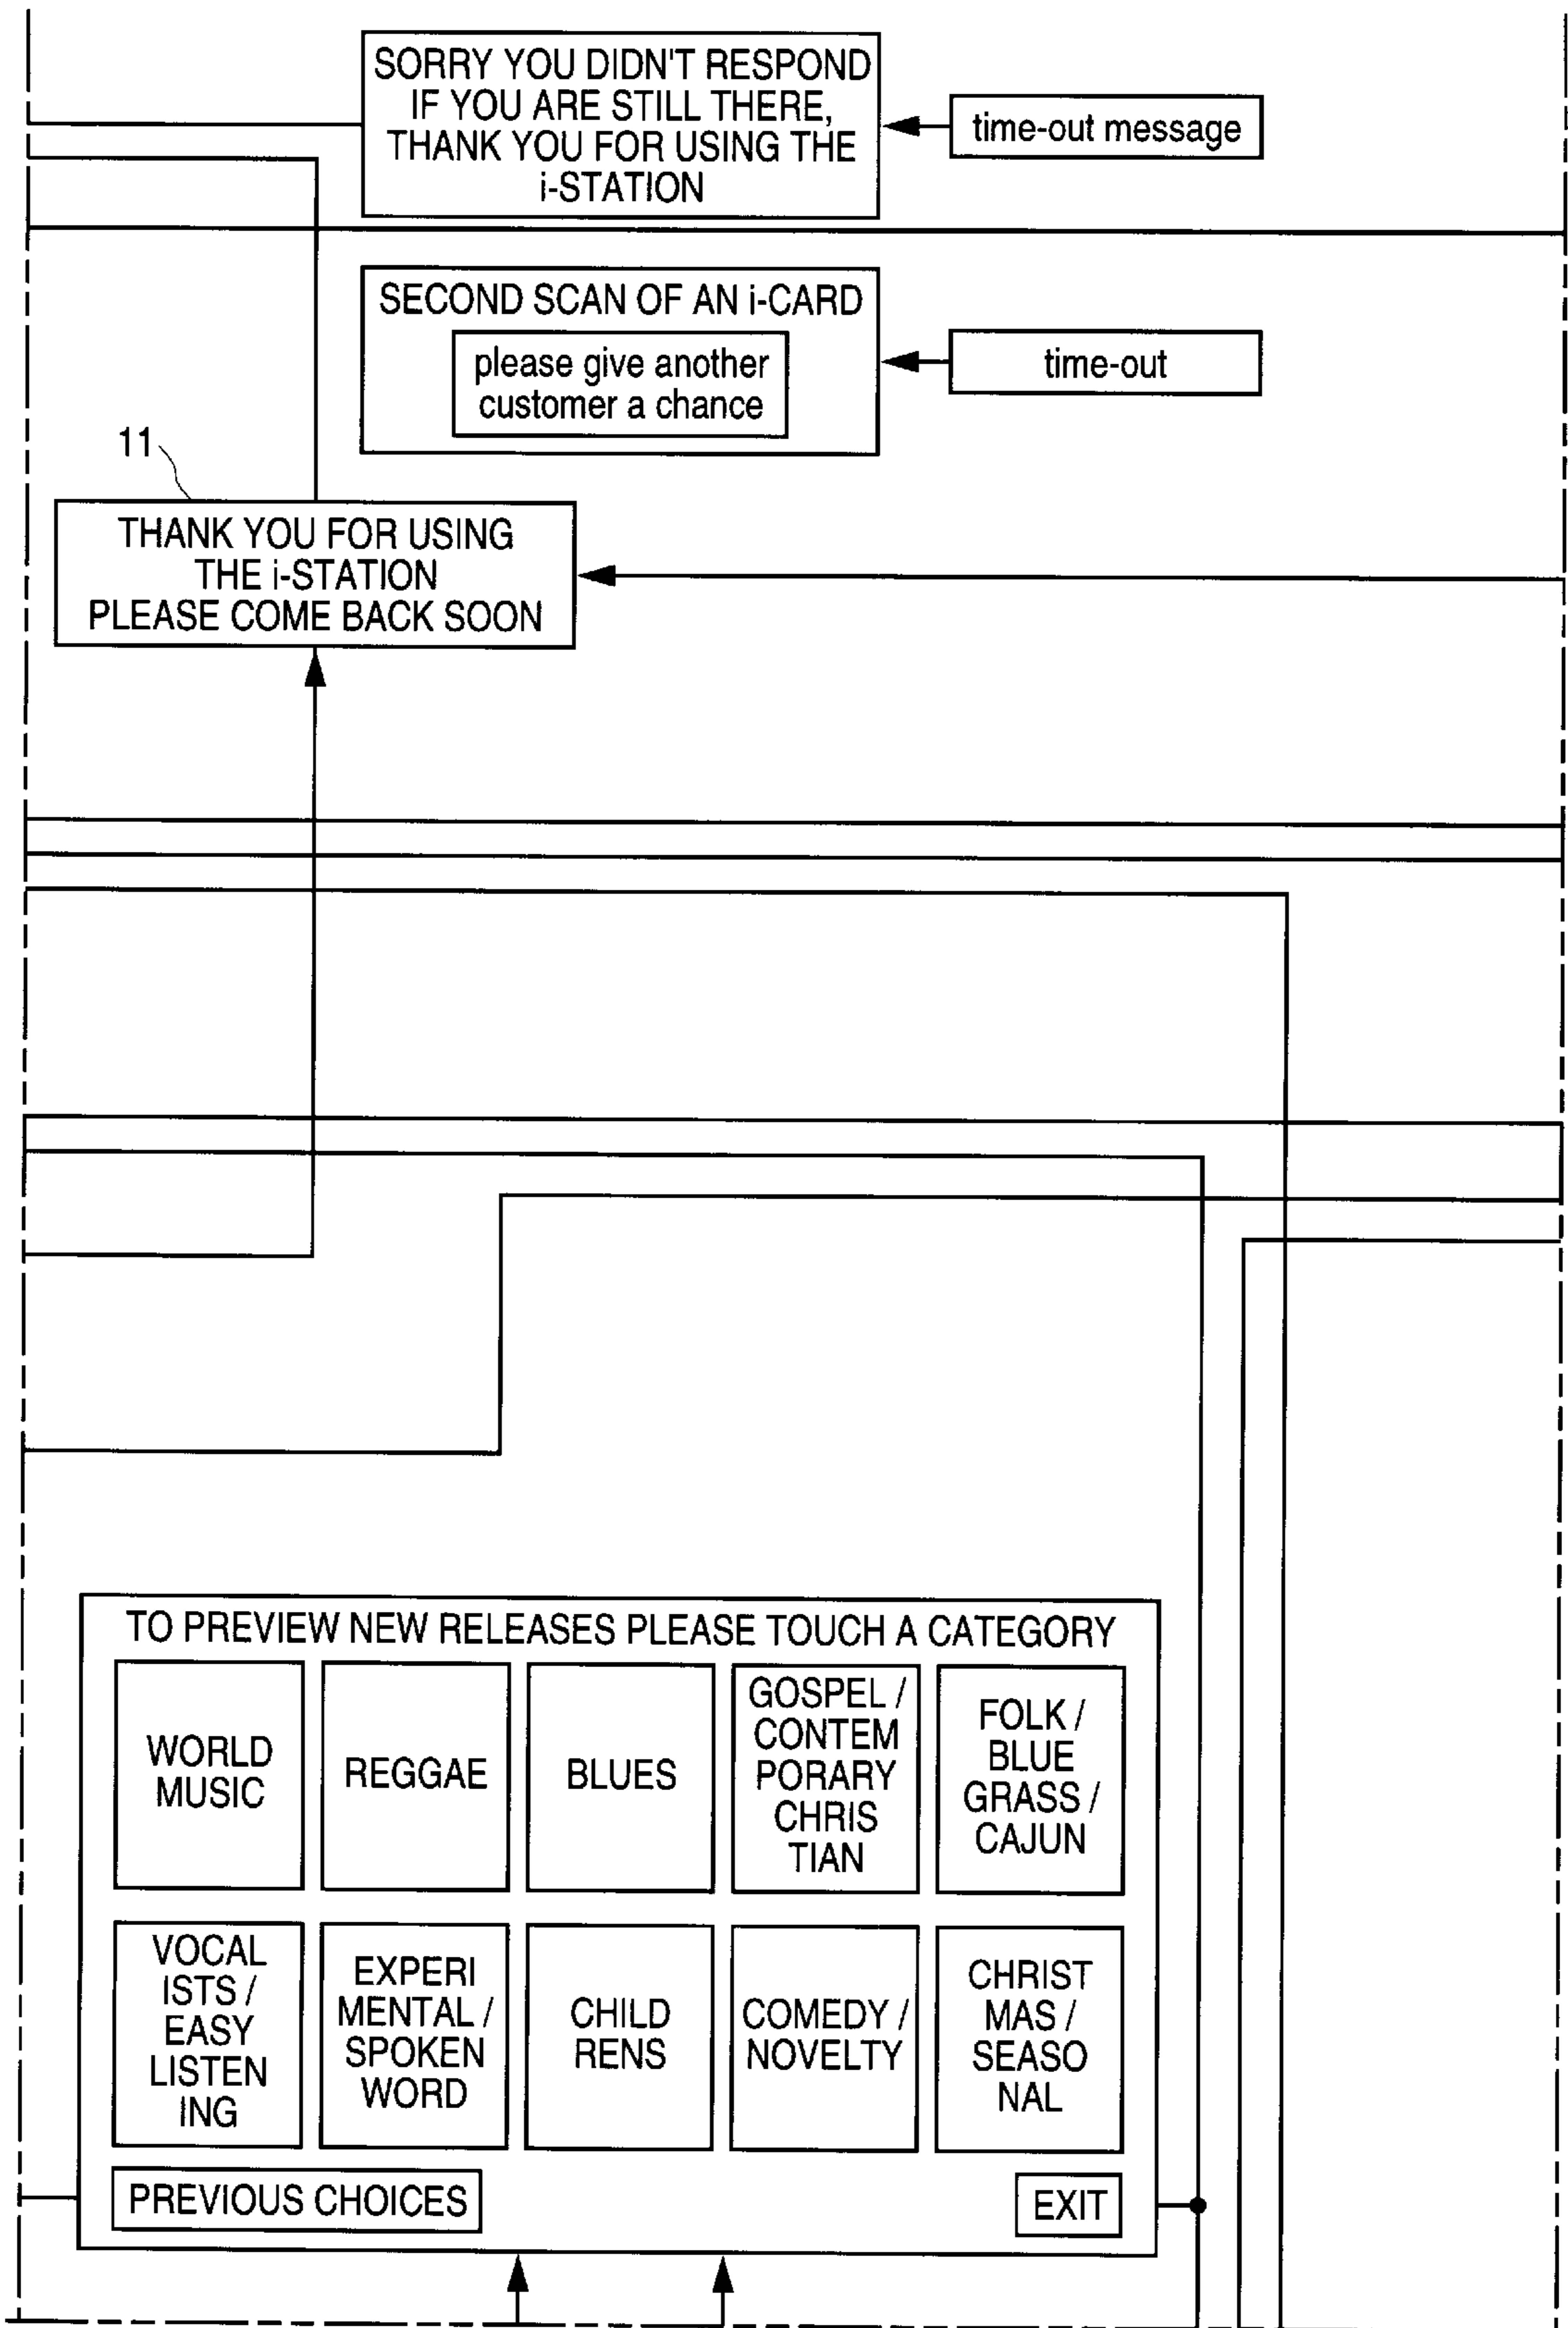 SORRY YOU DIDN'T RESPOND
IF YOU ARE STILL THERE,
THANK YOU FOR USING THE
i-STATION
time-out message
SECOND SCAN OF AN i-CARD
please give another
customer a chance
time-out
11
THANK YOU FOR USING
THE i-STATION
PLEASE COME BACK SOON
TO PREVIEW NEW RELEASES PLEASE TOUCH A CATEGORY
WORLD
MUSIC
REGGAE
BLUES
GOSPEL /
CONTEM
PORARY
CHRIS
TIAN
FOLK /
BLUE
GRASS /
CAJUN
VOCAL
ISTS /
EASY
LISTEN
ING
EXPERI
MENTAL /
SPOKEN
WORD
CHILD
RENS
COMEDY /
NOVELTY
CHRIST
MAS /
SEASO
NAL
PREVIOUS CHOICES
EXIT